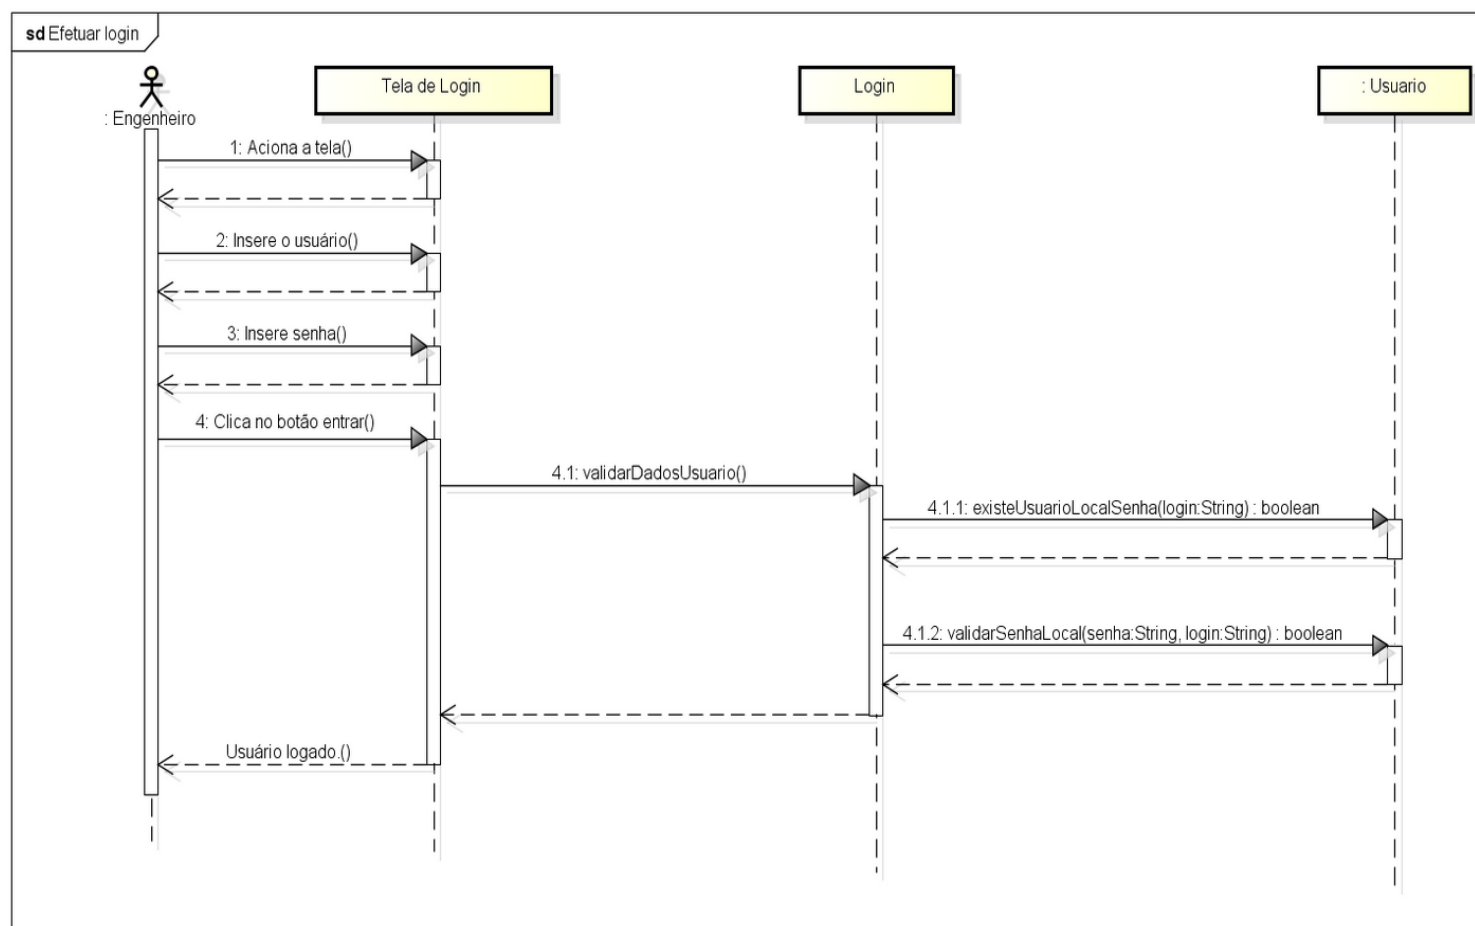 sd Efetuar login
Tela de Login
Login
: Usuario
: Engenheiro
1: Aciona a tela()
2: Insere o usuário()
3: Insere senha()
4: Clica no botão entrar()
4.1: validarDadosUsuario()
4.1.1: existeUsuarioLocalSenha(login:String) : boolean
4.1.2: validarSenhaLocal(senha:String, login:String) : boolean
Usuário logado.()